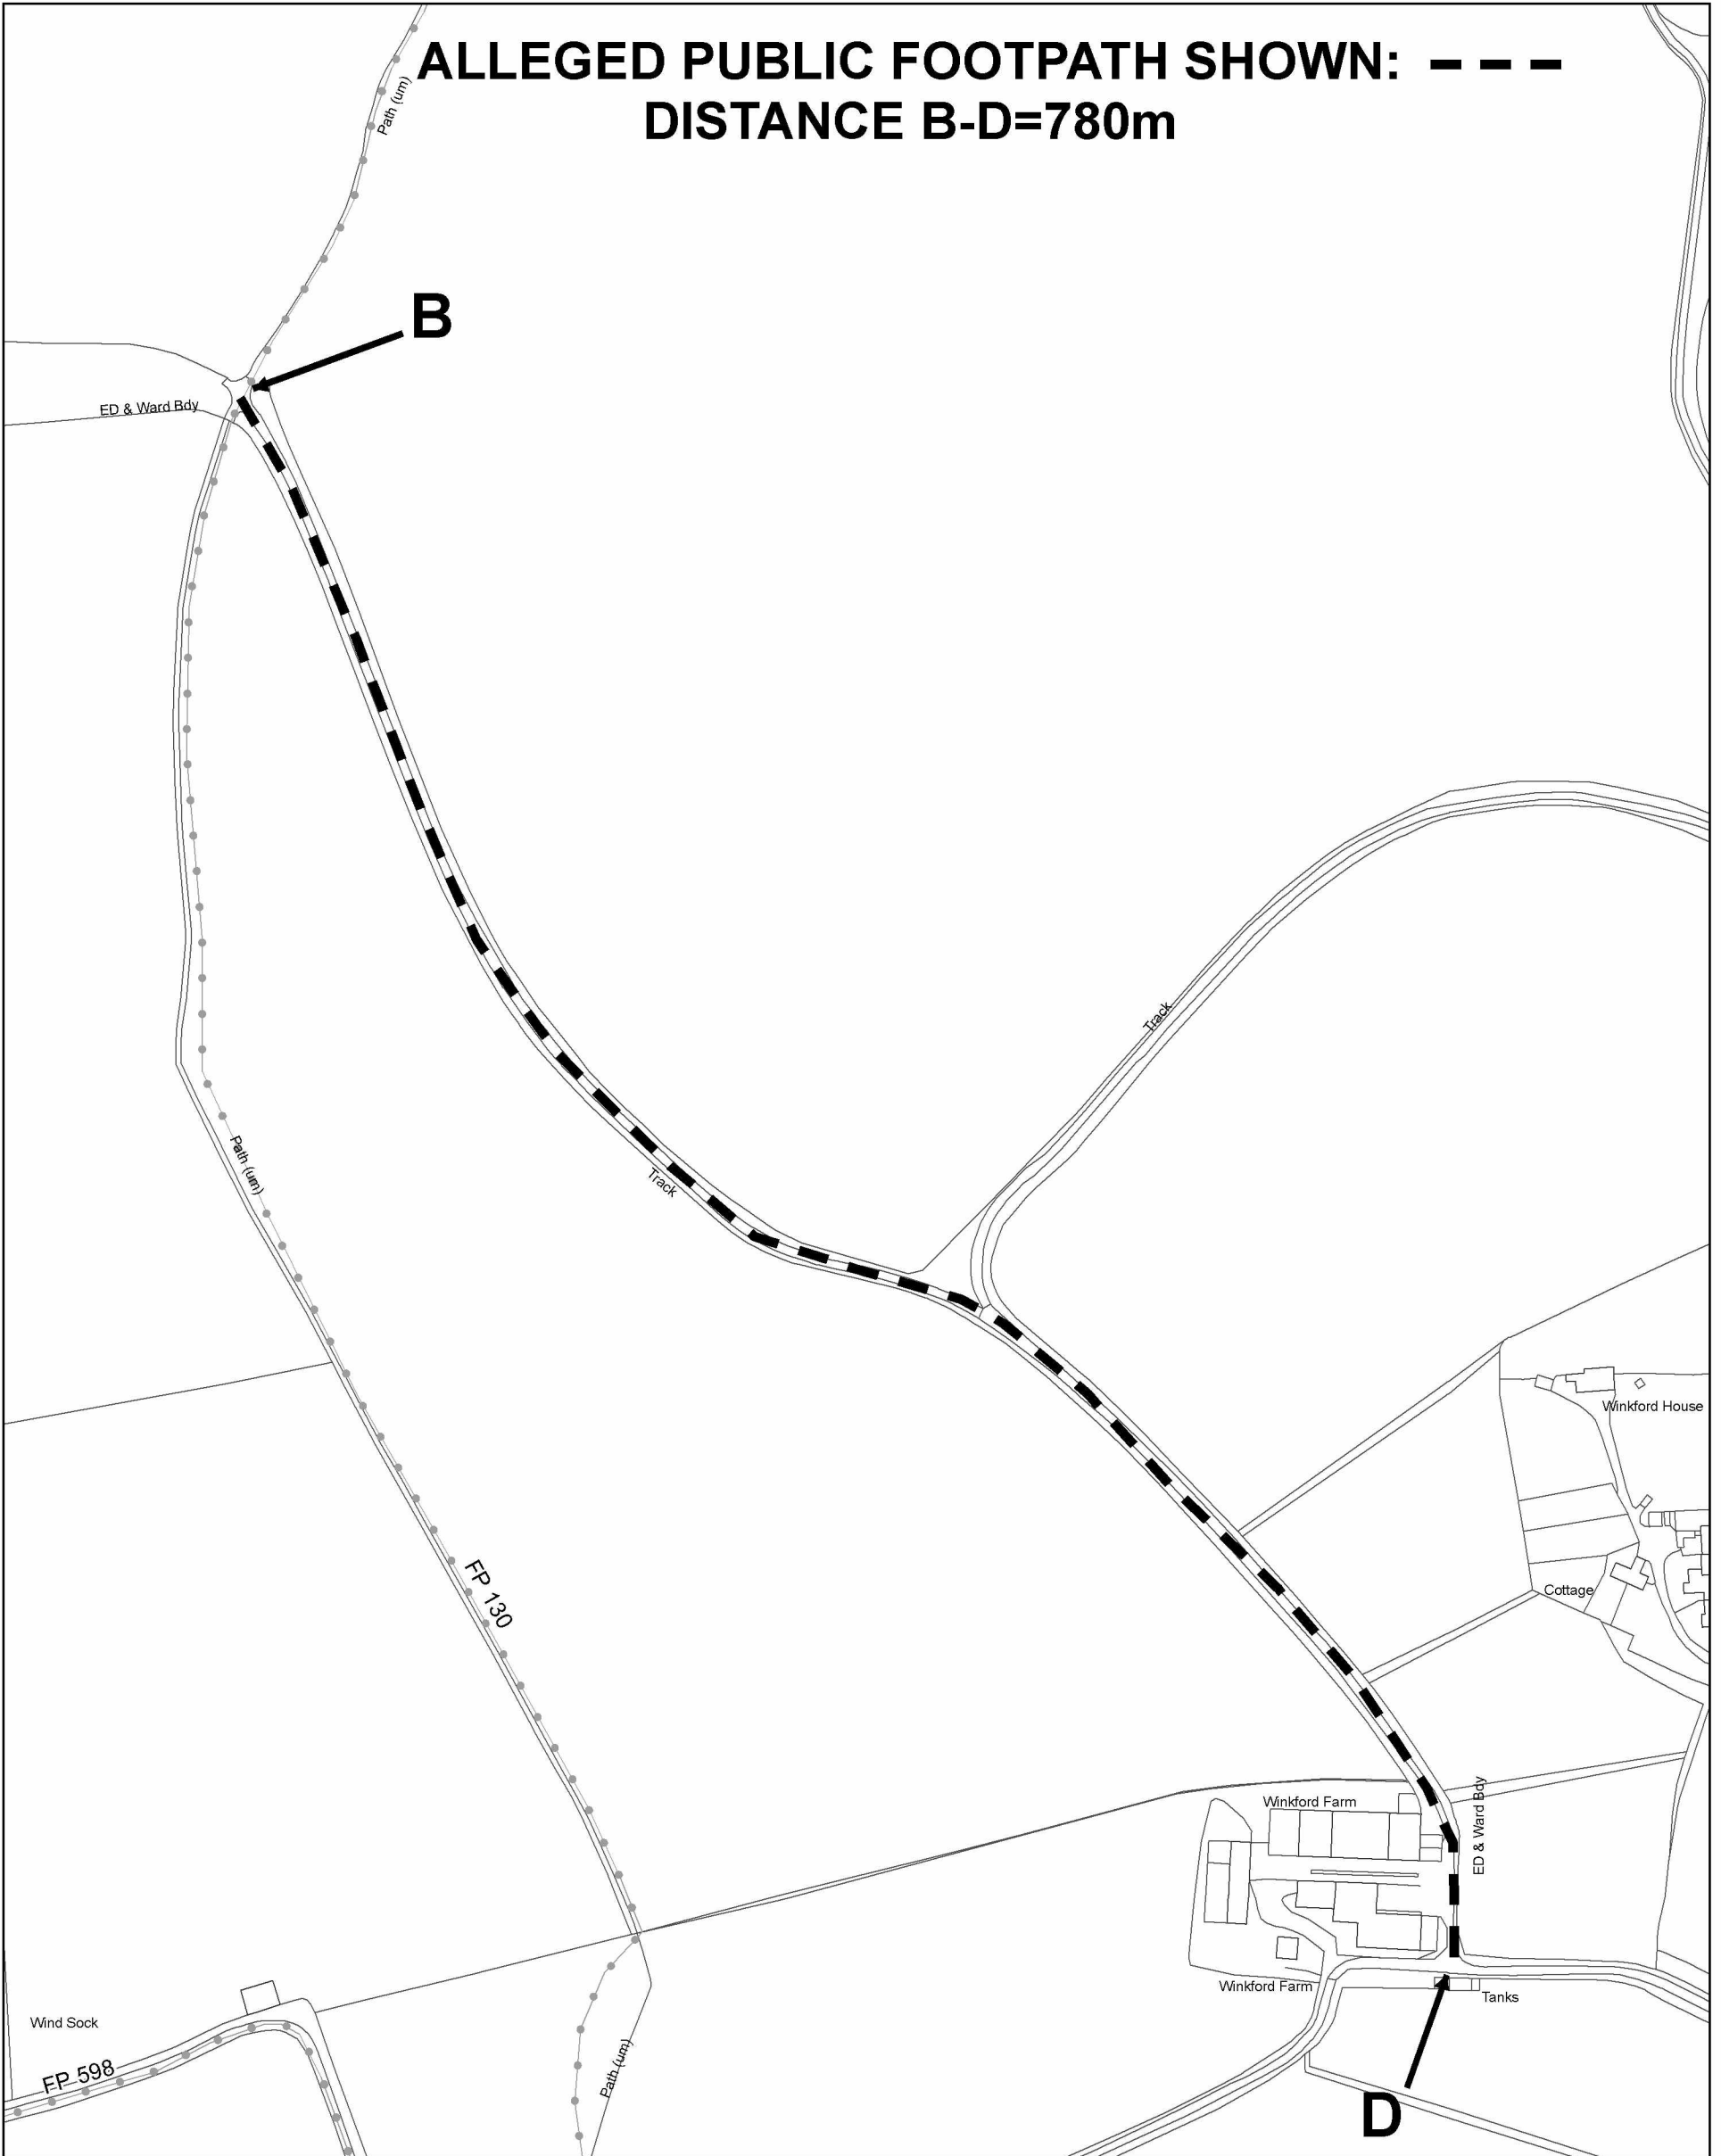 ALLEGED PUBLIC FOOTPATH SHOWN:
DISTANCE B-D=780m
Path (um)
B
ED & Ward Bdy
Track
Path (um)
Track
Winkford House
FP 130
Cottage
Winkford Farm
ED & Ward Bdy
Winkford Farm
Tanks
Wind Sock
FP 598
Path (um)
D